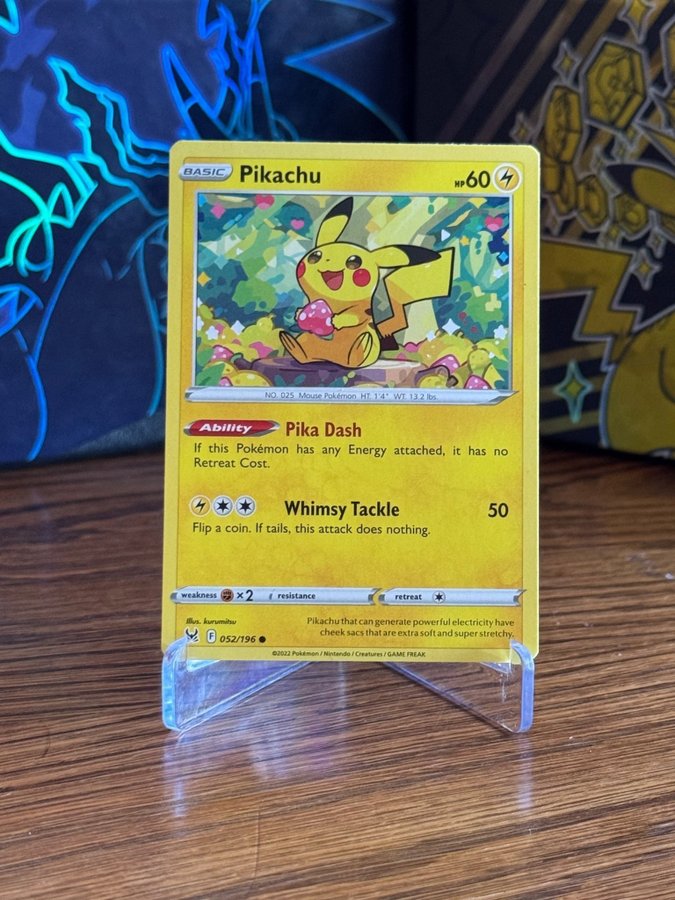 BASIC Pikachu HP60
NO. 025 Mouse Pokémon HT. 1'4" WT. 13.2 lbs.
Ability Pika Dash
If this Pokémon has any Energy attached, it has no
Retreat Cost.
Whimsy Tackle 50
Flip a coin. If tails, this attack does nothing.
weakness ×2 resistance retreat
Illus. kurumitsu
Pikachu that can generate powerful electricity have
cheek sacs that are extra soft and super stretchy.
F 052/196
©2022 Pokémon / Nintendo / Creatures / GAME FREAK